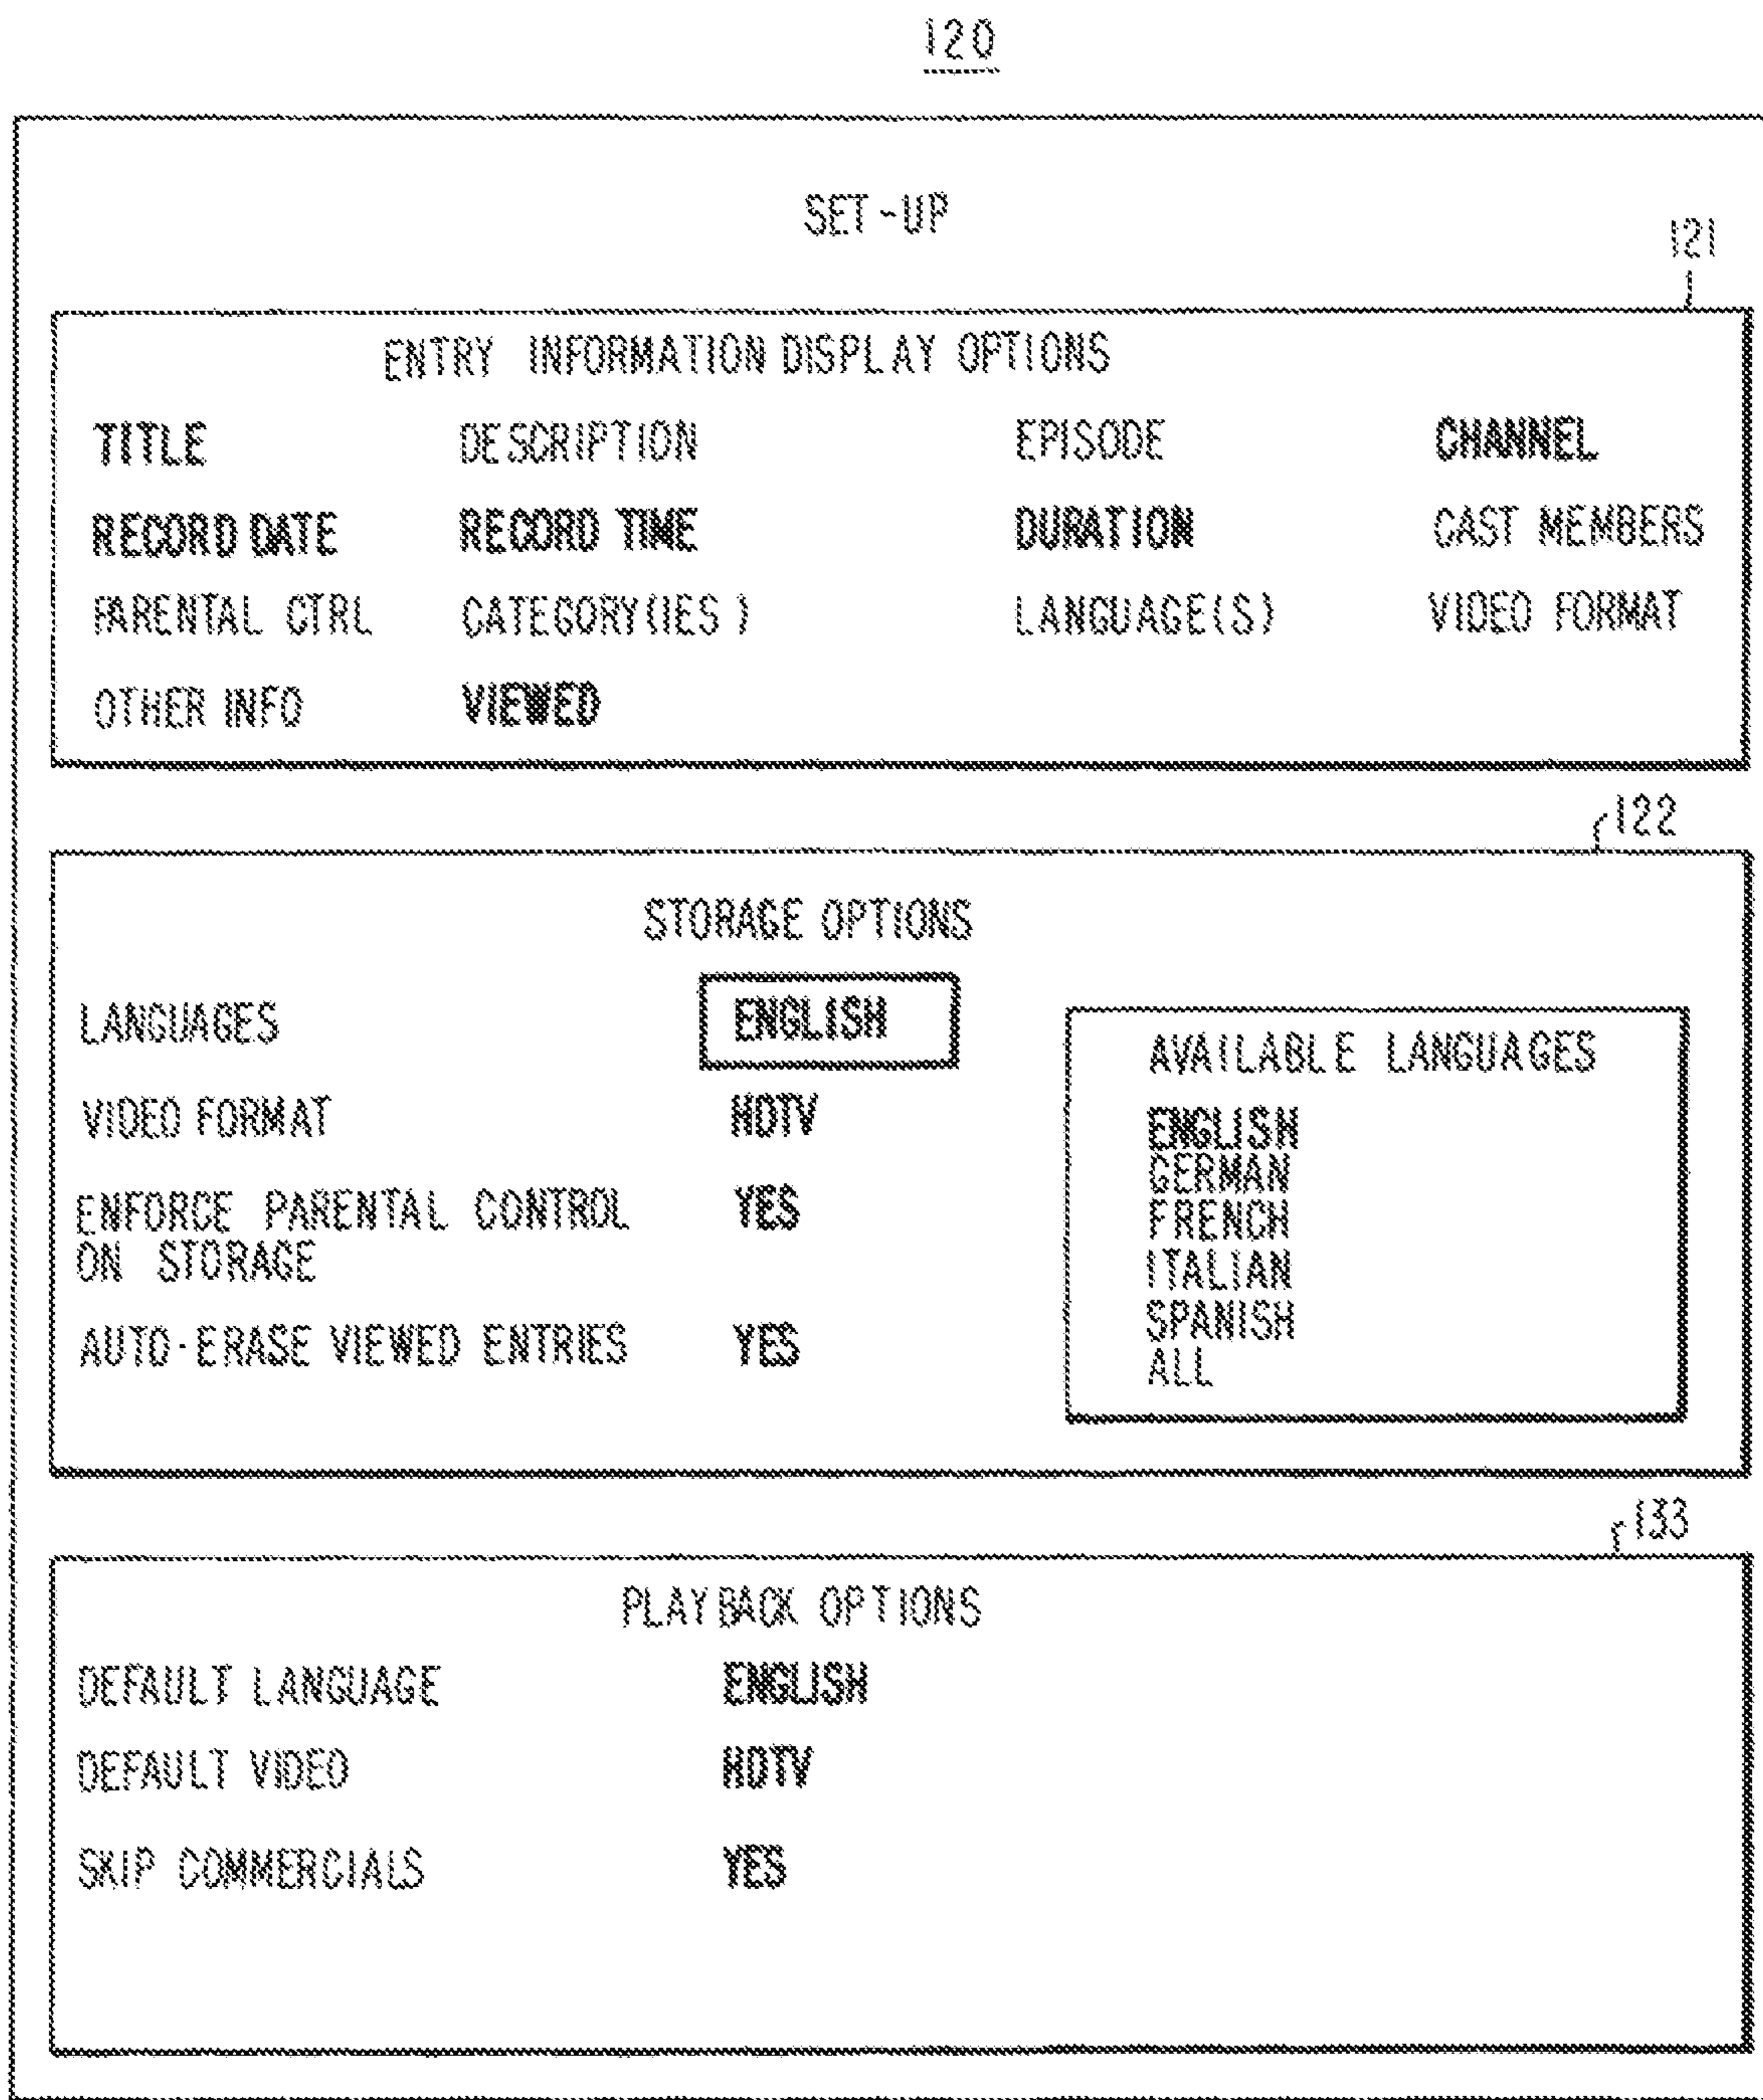 120
SET-UP
121
ENTRY INFORMATION DISPLAY OPTIONS
TITLE DESCRIPTION EPISODE CHANNEL
RECORD DATE RECORD TIME DURATION CAST MEMBERS
PARENTAL CTRL CATEGORY(IES) LANGUAGE(S) VIDEO FORMAT
OTHER INFO VIEWED
122
STORAGE OPTIONS
LANGUAGES ENGLISH
VIDEO FORMAT HDTV
ENFORCE PARENTAL CONTROL YES
ON STORAGE
AUTO-ERASE VIEWED ENTRIES YES
AVAILABLE LANGUAGES
ENGLISH
GERMAN
FRENCH
ITALIAN
SPANISH
ALL
133
PLAYBACK OPTIONS
DEFAULT LANGUAGE ENGLISH
DEFAULT VIDEO HDTV
SKIP COMMERCIALS YES